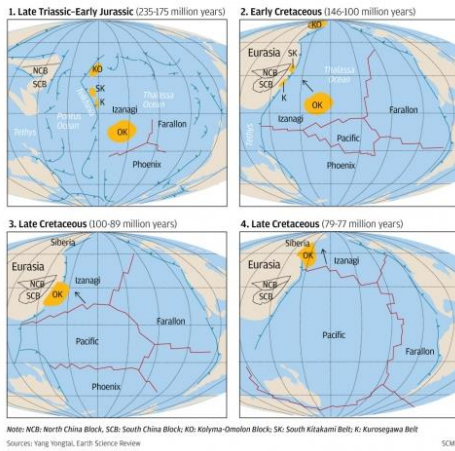 1. Late Triassic–Early Jurassic (235-175 million years)
KO
NCB
SCB
SK
K
Thalassa
Ocean
Pontus
Ocean
Izanagi
Farallon
OK
Tethys
Phoenix
2. Early Cretaceous (146-100 million years)
KO
Eurasia
SK
Thalassa
Ocean
NCB
SCB
K
OK
Izanagi
Farallon
Tethys
Pacific
Phoenix
3. Late Cretaceous (100-89 million years)
Siberia
Izanagi
Eurasia
NCB
SCB
OK
Farallon
Pacific
Phoenix
4. Late Cretaceous (79-77 million years)
Siberia
OK
Izanagi
Eurasia
NCB
SCB
Pacific
Farallon
Note: NCB: North China Block, SCB: South China Block; KO: Kolyma-Omolon Block; SK: South Kitakami Belt; K: Kurosegawa Belt
Sources: Yang Yongtai, Earth Science Review
SCM